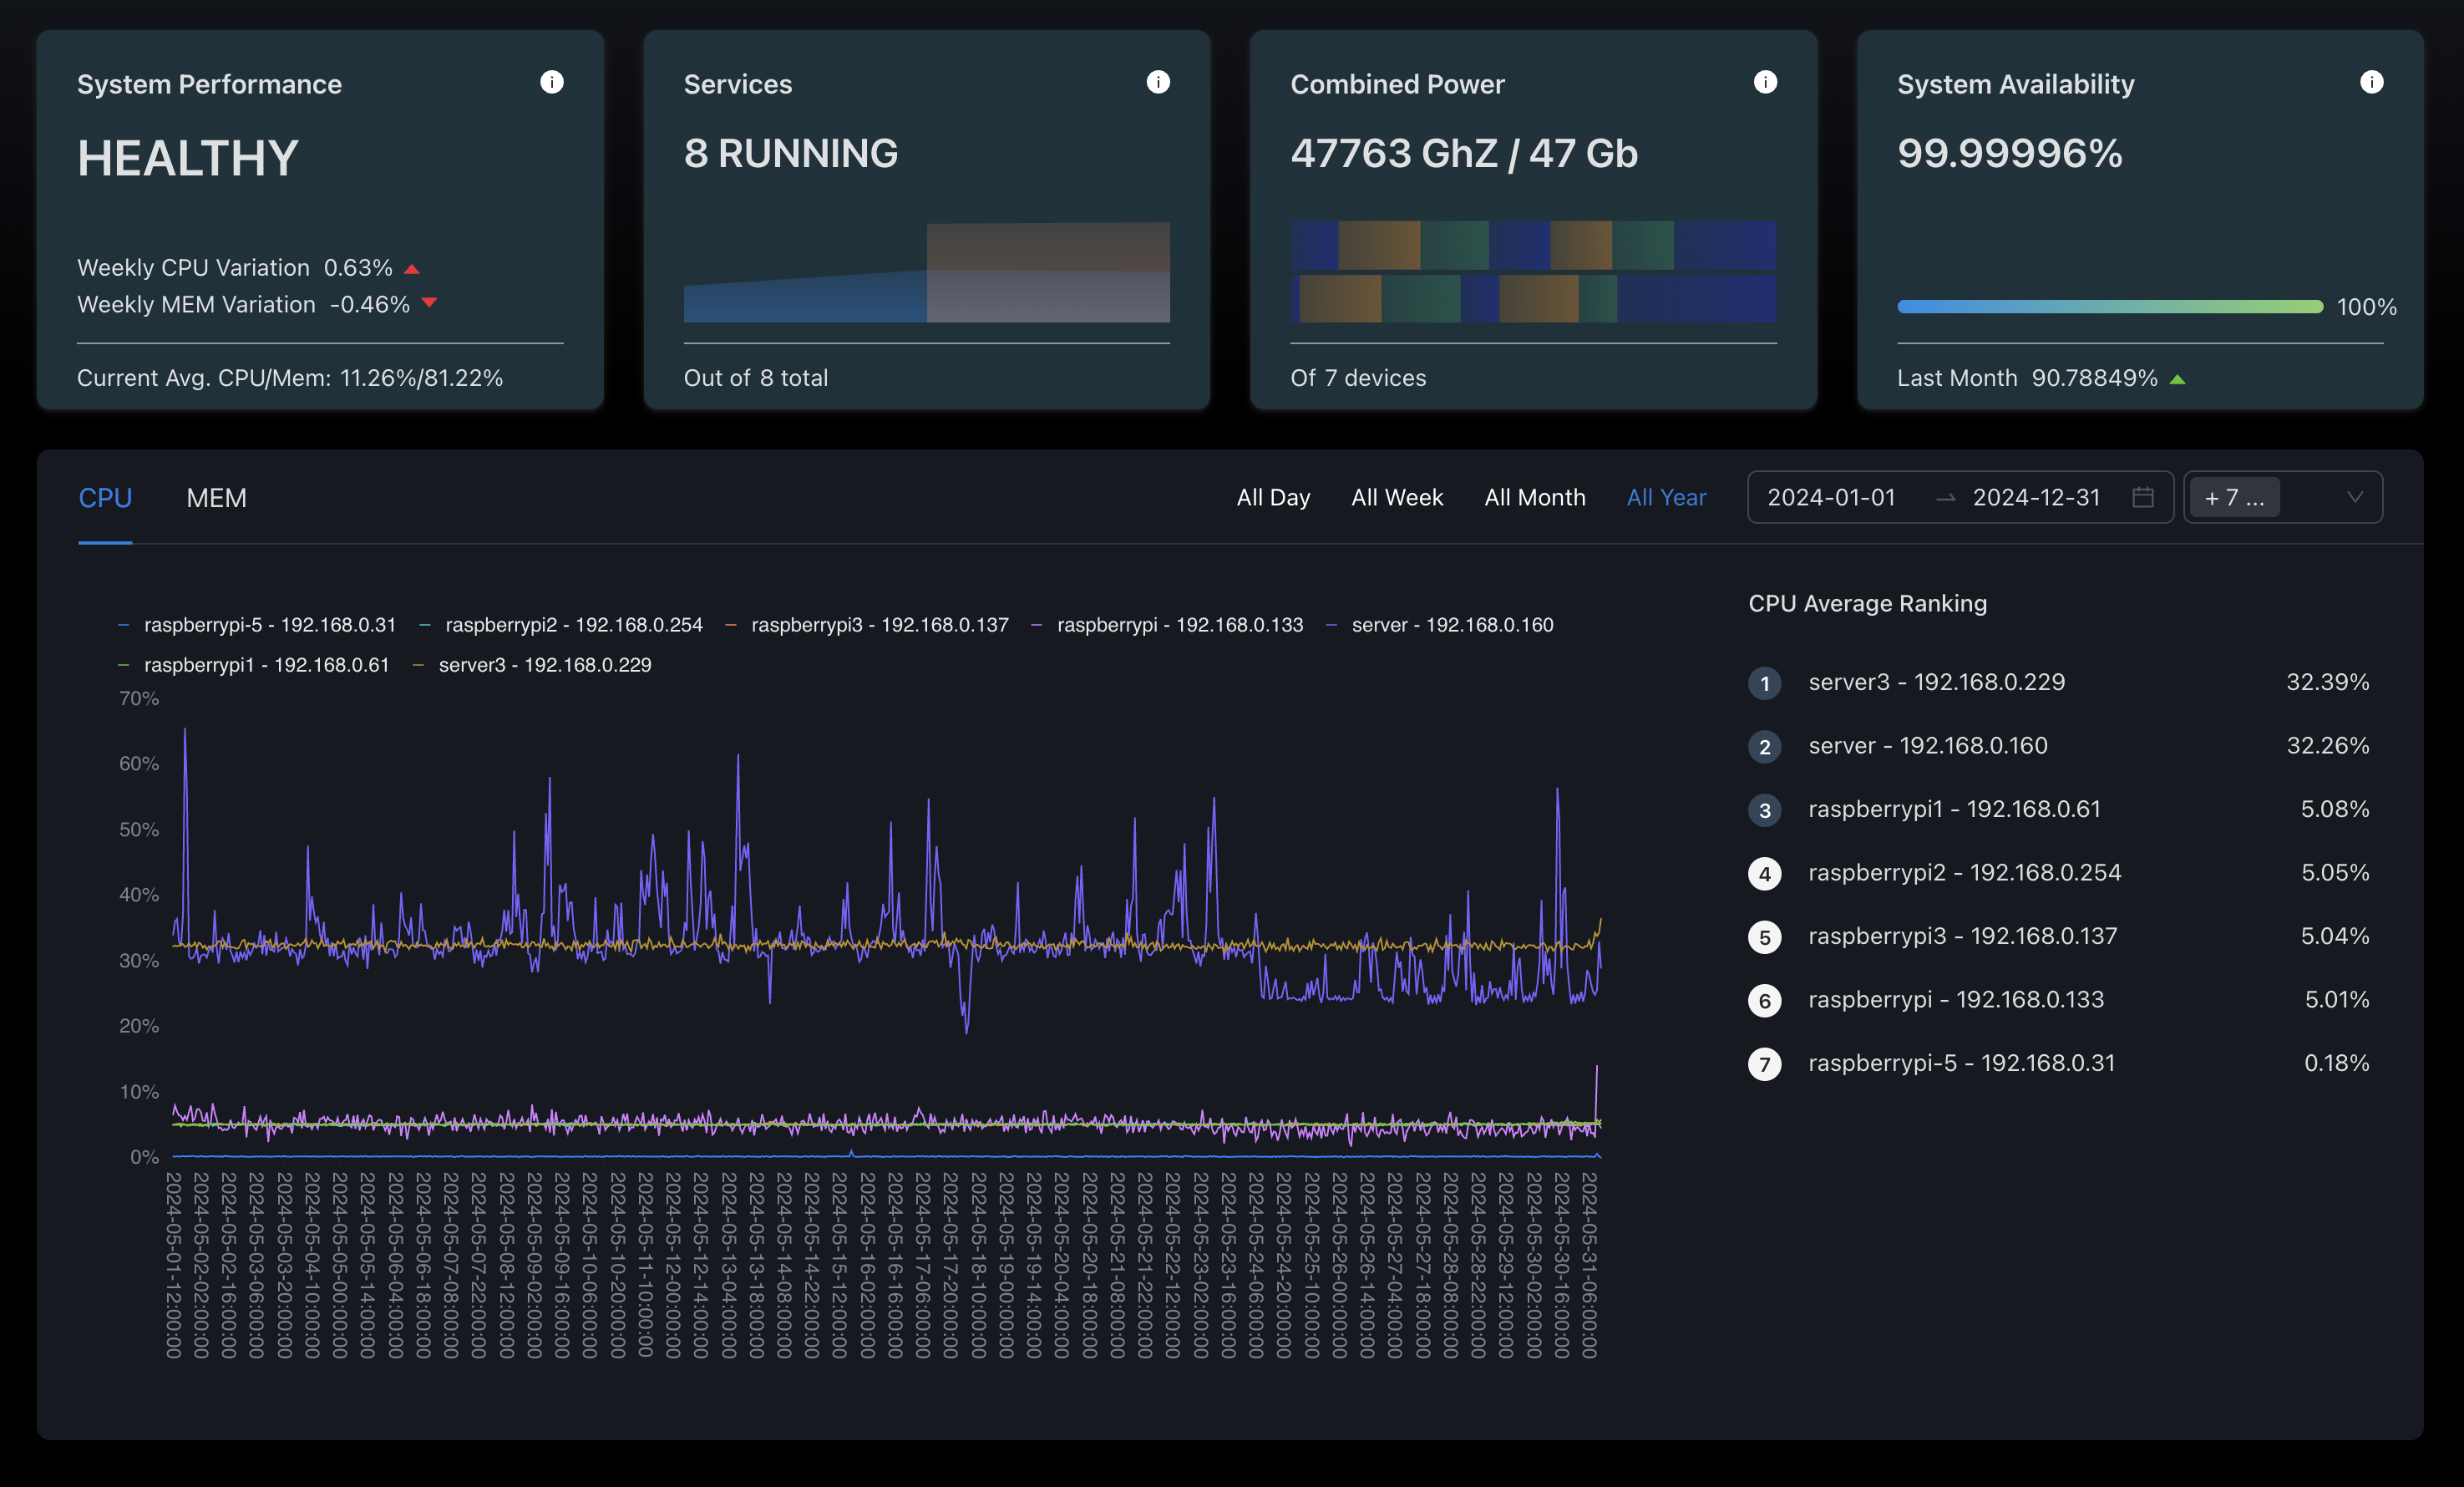 System Performance
HEALTHY
Weekly CPU Variation 0.63%
Weekly MEM Variation -0.46%
Current Avg. CPU/Mem: 11.26%/81.22%
Services
8 RUNNING
Out of 8 total
Combined Power
47763 GhZ / 47 Gb
Of 7 devices
System Availability
99.99996%
100%
Last Month 90.78849%
CPU MEM
All Day All Week All Month All Year 2024-01-01 2024-12-31 + 7 ...
raspberrypi-5 - 192.168.0.31 raspberrypi2 - 192.168.0.254 raspberrypi3 - 192.168.0.137 raspberrypi - 192.168.0.133 server - 192.168.0.160
raspberrypi1 - 192.168.0.61 server3 - 192.168.0.229
70%
60%
50%
40%
30%
20%
10%
0%
2024-05-01-12:00:00
2024-05-02-02:00:00
2024-05-02-16:00:00
2024-05-03-06:00:00
2024-05-03-20:00:00
2024-05-04-10:00:00
2024-05-05-00:00:00
2024-05-05-14:00:00
2024-05-06-04:00:00
2024-05-06-18:00:00
2024-05-07-08:00:00
2024-05-07-22:00:00
2024-05-08-12:00:00
2024-05-09-02:00:00
2024-05-09-16:00:00
2024-05-10-06:00:00
2024-05-10-20:00:00
2024-05-11-10:00:00
2024-05-12-00:00:00
2024-05-12-14:00:00
2024-05-13-04:00:00
2024-05-13-18:00:00
2024-05-14-08:00:00
2024-05-14-22:00:00
2024-05-15-12:00:00
2024-05-16-02:00:00
2024-05-16-16:00:00
2024-05-17-06:00:00
2024-05-17-20:00:00
2024-05-18-10:00:00
2024-05-19-00:00:00
2024-05-19-14:00:00
2024-05-20-04:00:00
2024-05-20-18:00:00
2024-05-21-08:00:00
2024-05-21-22:00:00
2024-05-22-12:00:00
2024-05-23-02:00:00
2024-05-23-16:00:00
2024-05-24-06:00:00
2024-05-24-20:00:00
2024-05-25-10:00:00
2024-05-26-00:00:00
2024-05-26-14:00:00
2024-05-27-04:00:00
2024-05-27-18:00:00
2024-05-28-08:00:00
2024-05-28-22:00:00
2024-05-29-12:00:00
2024-05-30-02:00:00
2024-05-30-16:00:00
2024-05-31-06:00:00
CPU Average Ranking
1 server3 - 192.168.0.229 32.39%
2 server - 192.168.0.160 32.26%
3 raspberrypi1 - 192.168.0.61 5.08%
4 raspberrypi2 - 192.168.0.254 5.05%
5 raspberrypi3 - 192.168.0.137 5.04%
6 raspberrypi - 192.168.0.133 5.01%
7 raspberrypi-5 - 192.168.0.31 0.18%